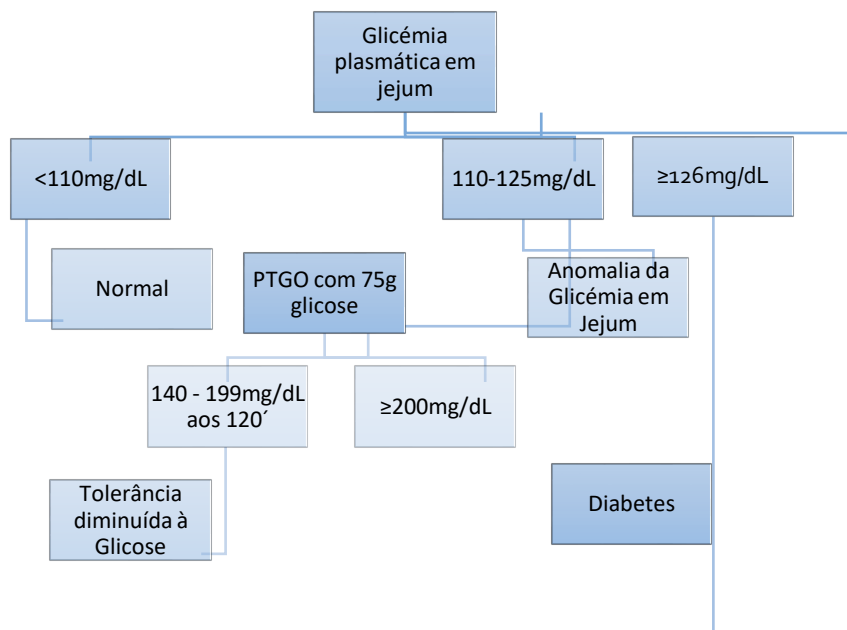 Glicémia
plasmática em
jejum
<110mg/dL
110-125mg/dL
≥126mg/dL
Normal
PTGO com 75g
glicose
Anomalia da
Glicémia em
Jejum
140 - 199mg/dL
aos 120´
≥200mg/dL
Tolerância
diminuída à
Glicose
Diabetes